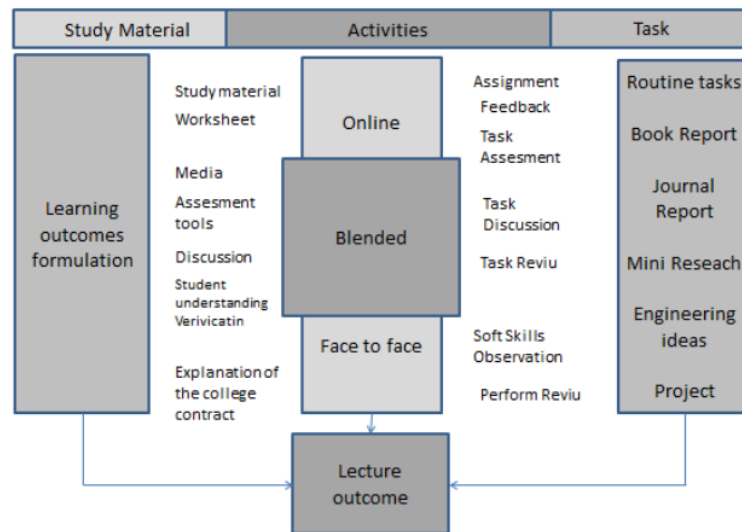 Study Material
Activities
Task
Learning
outcomes
formulation
Study material
Worksheet
Media
Assesment
tools
Discussion
Student
understanding
Verivicatin
Explanation of
the college
contract
Online
Blended
Face to face
Assignment
Feedback
Task
Assesment
Task
Discussion
Task Reviu
Soft Skills
Observation
Perform Reviu
Routine tasks
Book Report
Journal
Report
Mini Reseach
Engineering
ideas
Project
Lecture
outcome